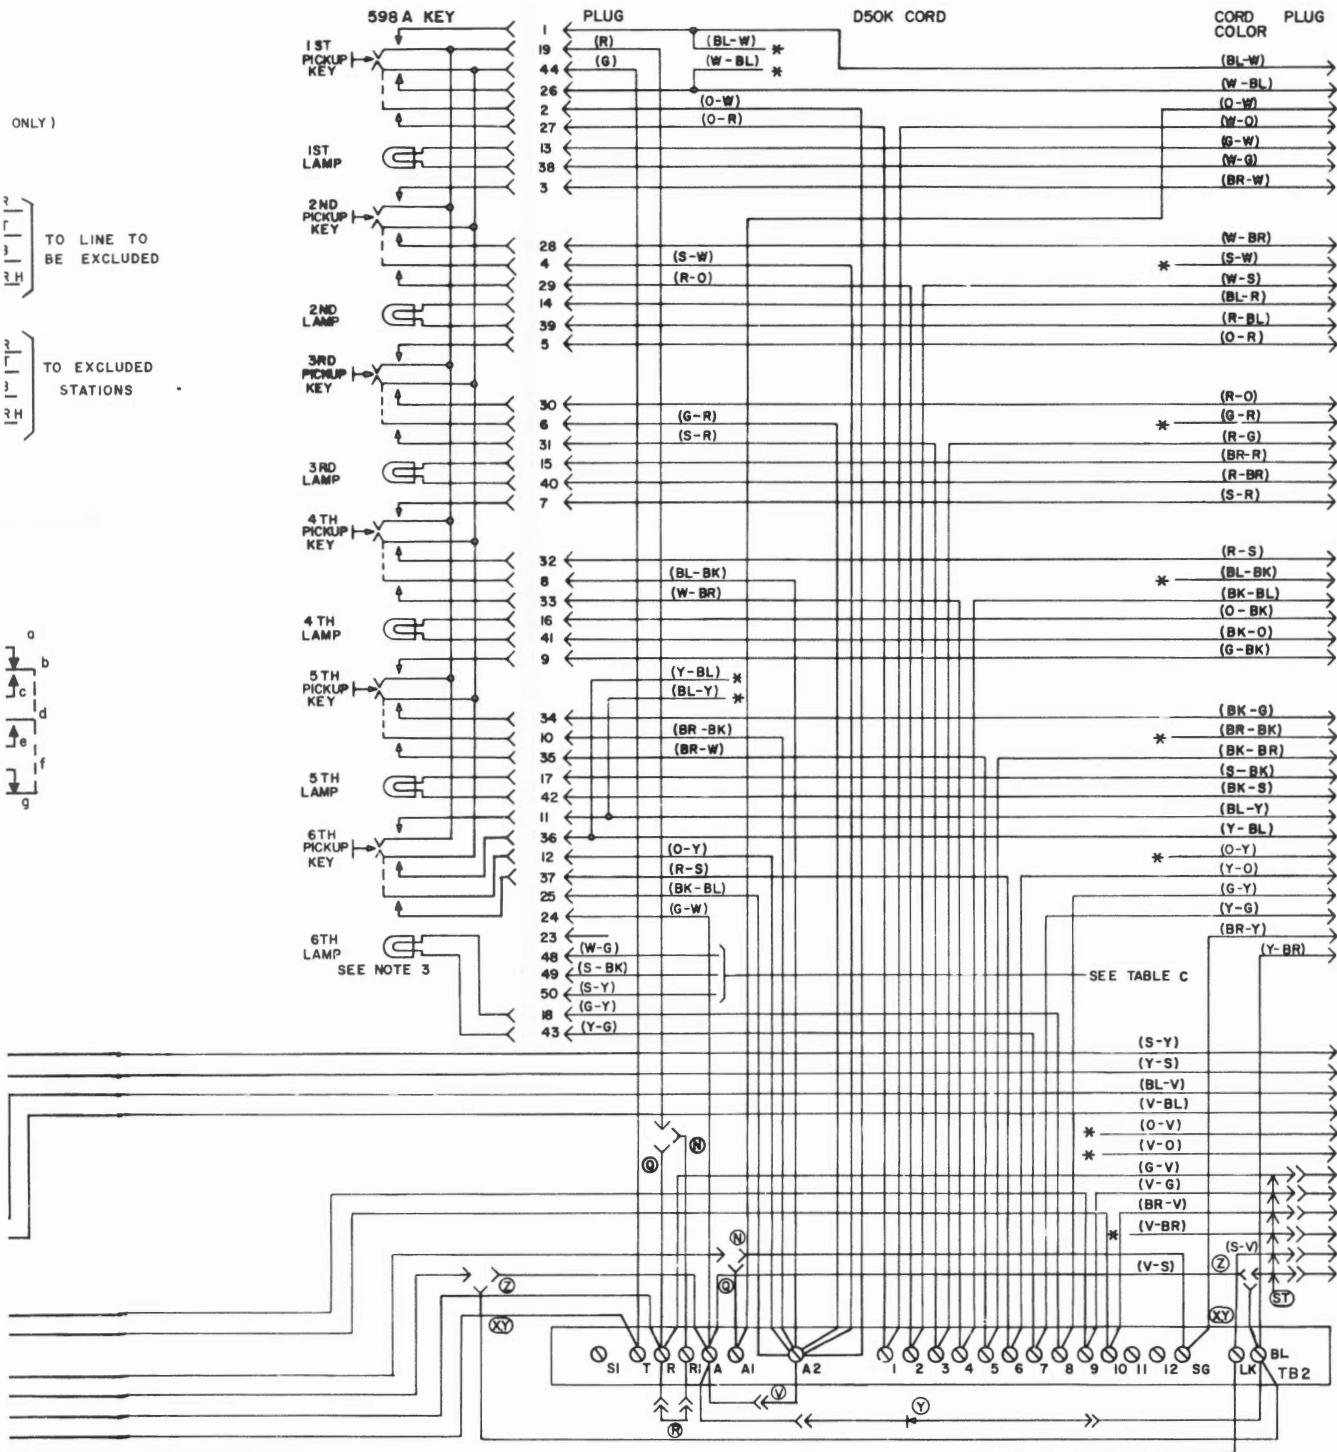 598A KEY PLUG D50K CORD CORD COLOR PLUG
1ST PICKUP KEY
1
19 (R) (BL-W) *
44 (G) (W-BL) * (BL-W)
26 (W-BL)
2 (O-W) (O-W)
ONLY)
27 (O-R) (W-O)
1ST LAMP
13 (G-W)
38 (W-G)
3 (BR-W)
2ND PICKUP KEY
R
T
B
RH
TO LINE TO
BE EXCLUDED
28 (W-BR)
4 (S-W) * (S-W)
29 (R-O) (W-S)
2ND LAMP
14 (BL-R)
39 (R-BL)
5 (O-R)
3RD PICKUP KEY
R
T
B
RH
TO EXCLUDED
STATIONS
30 (R-O)
6 (G-R) * (G-R)
31 (S-R) (R-G)
3RD LAMP
15 (BR-R)
40 (R-BR)
7 (S-R)
4TH PICKUP KEY
32 (R-S)
8 (BL-BK) * (BL-BK)
33 (W-BR) (BK-BL)
4TH LAMP
16 (O-BK)
41 (BK-O)
9 (G-BK)
a
b
c
d
e
f
g
5TH PICKUP KEY
(Y-BL) *
(BL-Y) *
34 (BK-G)
10 (BR-BK) * (BR-BK)
35 (BR-W) (BK-BR)
5TH LAMP
17 (S-BK)
42 (BK-S)
11 (BL-Y)
6TH PICKUP KEY
36 (Y-BL)
12 (O-Y) * (O-Y)
37 (R-S) (Y-O)
25 (BK-BL) (G-Y)
24 (G-W) (Y-G)
23 (BR-Y)
6TH LAMP
SEE NOTE 3
48 (W-G) (Y-BR)
49 (S-BK) SEE TABLE C
50 (S-Y)
18 (G-Y)
43 (Y-G)
(S-Y)
(Y-S)
(BL-V)
(V-BL)
* (O-V)
N * (V-O)
Q (G-V)
(V-G)
(BR-V)
* (V-BR)
N (S-V)
Z Q (V-S) Z
ST
XY XY
S1 T R R1 A A1 A2 1 2 3 4 5 6 7 8 9 10 11 12 SG LK BL
TB2
V
Y
R